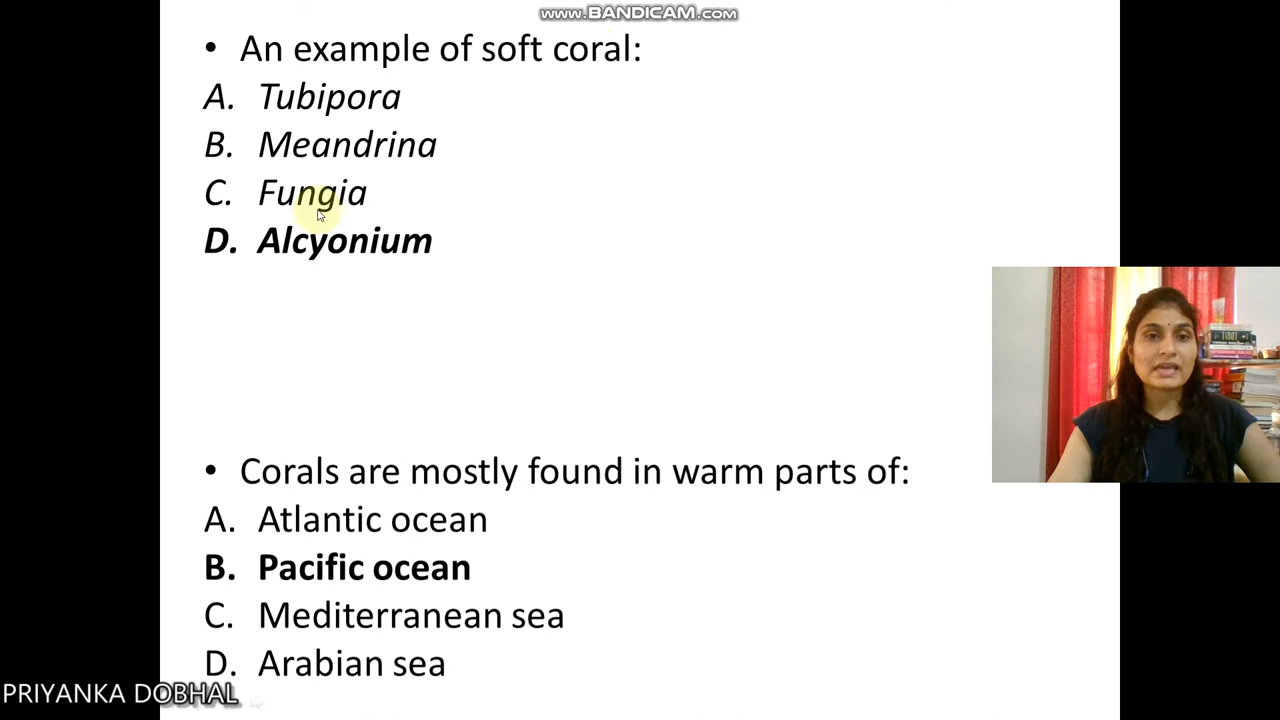 www.BANDICAM.com
• An example of soft coral:
A. Tubipora
B. Meandrina
C. Fungia
D. Alcyonium
• Corals are mostly found in warm parts of:
A. Atlantic ocean
B. Pacific ocean
C. Mediterranean sea
D. Arabian sea
PRIYANKA DOBHAL